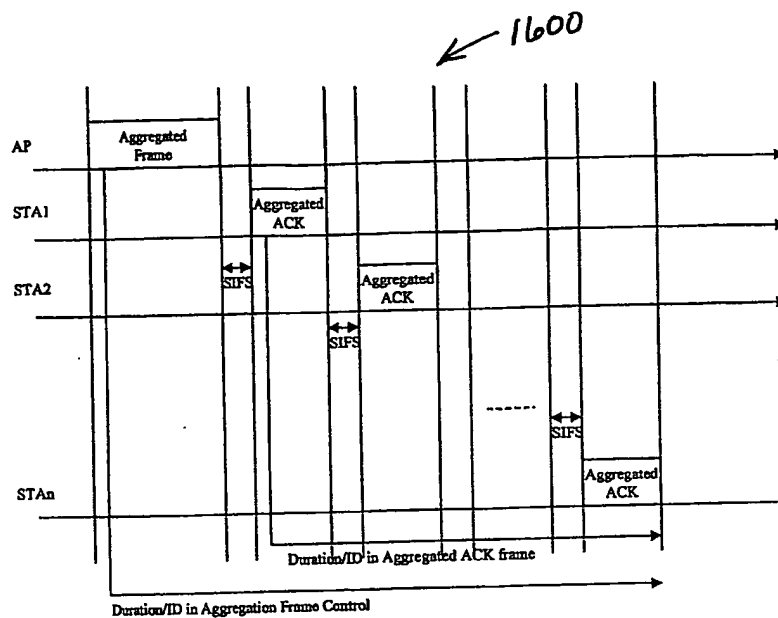 1600
AP
Aggregated
Frame
STA1
Aggregated
ACK
SIFS
STA2
Aggregated
ACK
SIFS
SIFS
STAn
Aggregated
ACK
Duration/ID in Aggregated ACK frame
Duration/ID in Aggregation Frame Control